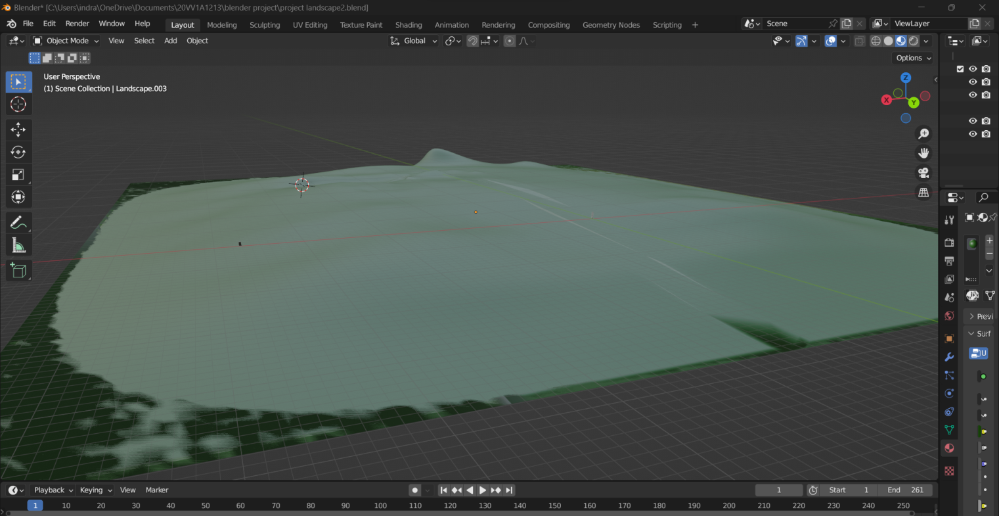 Blender* [C:\Users\indra\OneDrive\Documents\20VV1A1213\blender project\project landscape2.blend]
File Edit Render Window Help Layout Modeling Sculpting UV Editing Texture Paint Shading Animation Rendering Compositing Geometry Nodes Scripting + Scene ViewLayer
Object Mode View Select Add Object Global
Options
User Perspective
(1) Scene Collection | Landscape.003
Z
X
Y
Previ
Surf
U
Playback Keying View Marker 1 Start 1 End 261
1 10 20 30 40 50 60 70 80 90 100 110 120 130 140 150 160 170 180 190 200 210 220 230 240 250